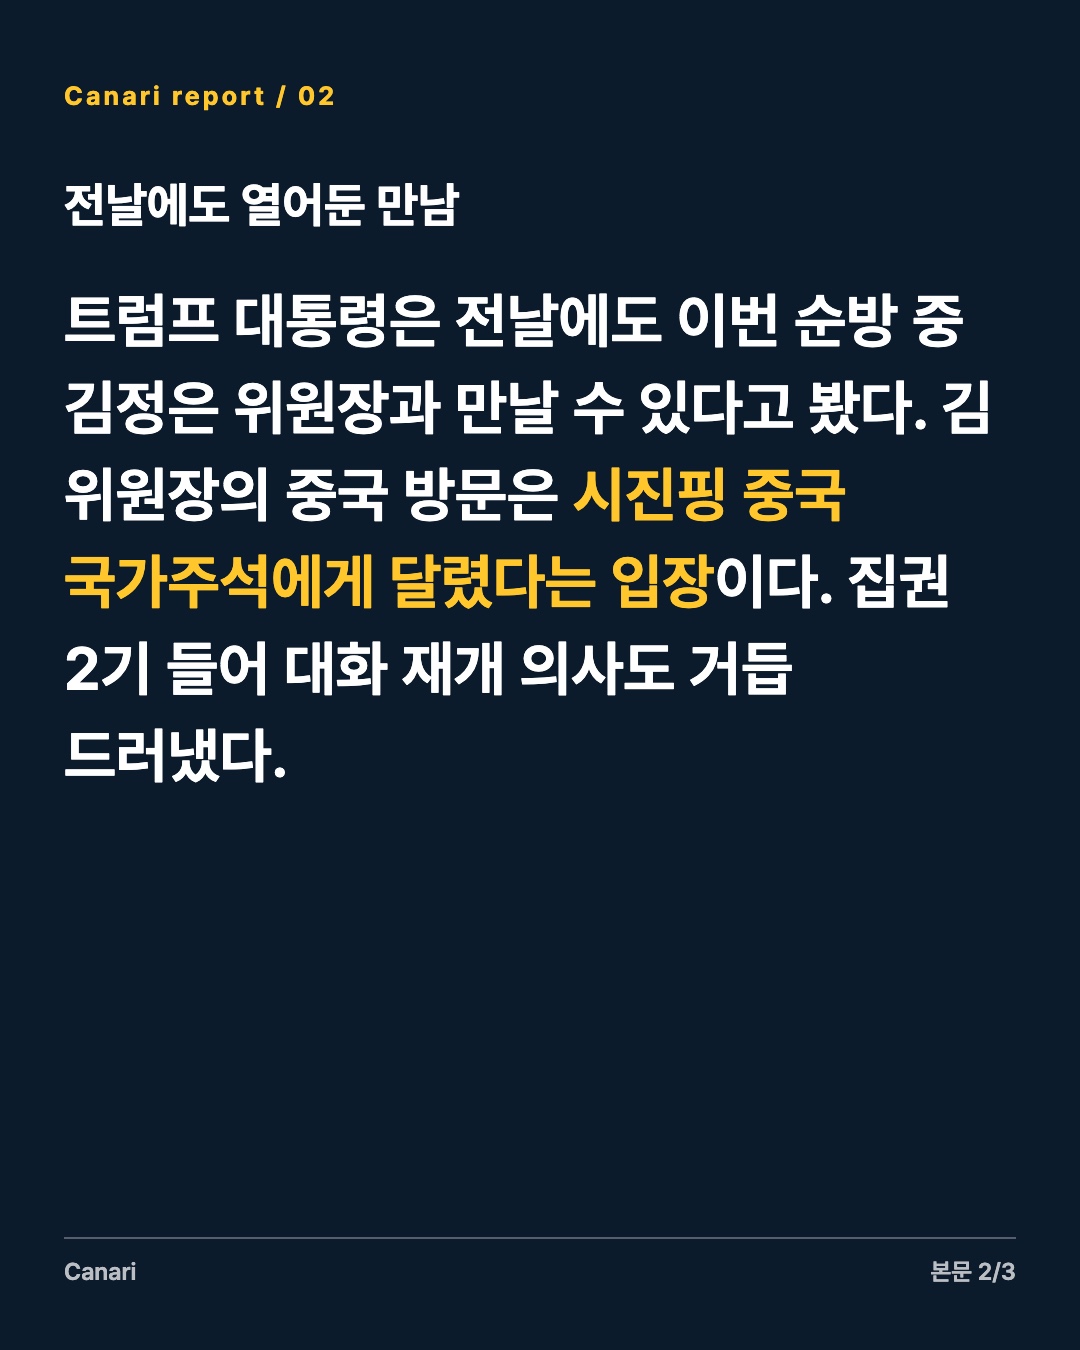 Canari report / 02
전날에도 열어둔 만남
트럼프 대통령은 전날에도 이번 순방 중
김정은 위원장과 만날 수 있다고 봤다. 김
위원장의 중국 방문은 시진핑 중국
국가주석에게 달렸다는 입장이다. 집권
2기 들어 대화 재개 의사도 거듭
드러냈다.
Canari
본문 2/3